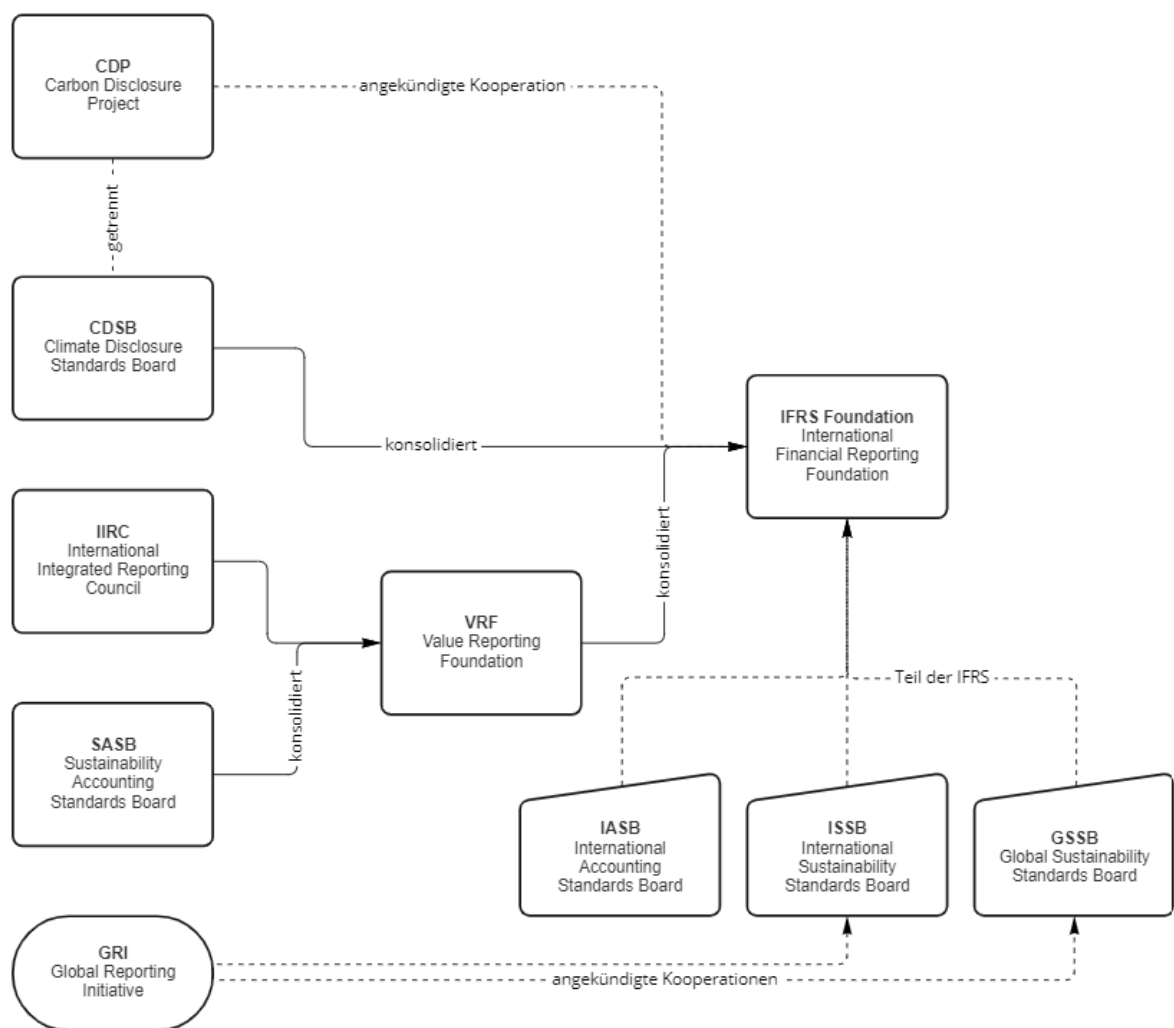 CDP
Carbon Disclosure
Project
angekündigte Kooperation
getrennt
CDSB
Climate Disclosure
Standards Board
konsolidiert
IFRS Foundation
International
Financial Reporting
Foundation
IIRC
International
Integrated Reporting
Council
konsolidiert
VRF
Value Reporting
Foundation
konsolidiert
SASB
Sustainability
Accounting
Standards Board
Teil der IFRS
IASB
International
Accounting
Standards Board
ISSB
International
Sustainability
Standards Board
GSSB
Global Sustainability
Standards Board
GRI
Global Reporting
Initiative
angekündigte Kooperationen